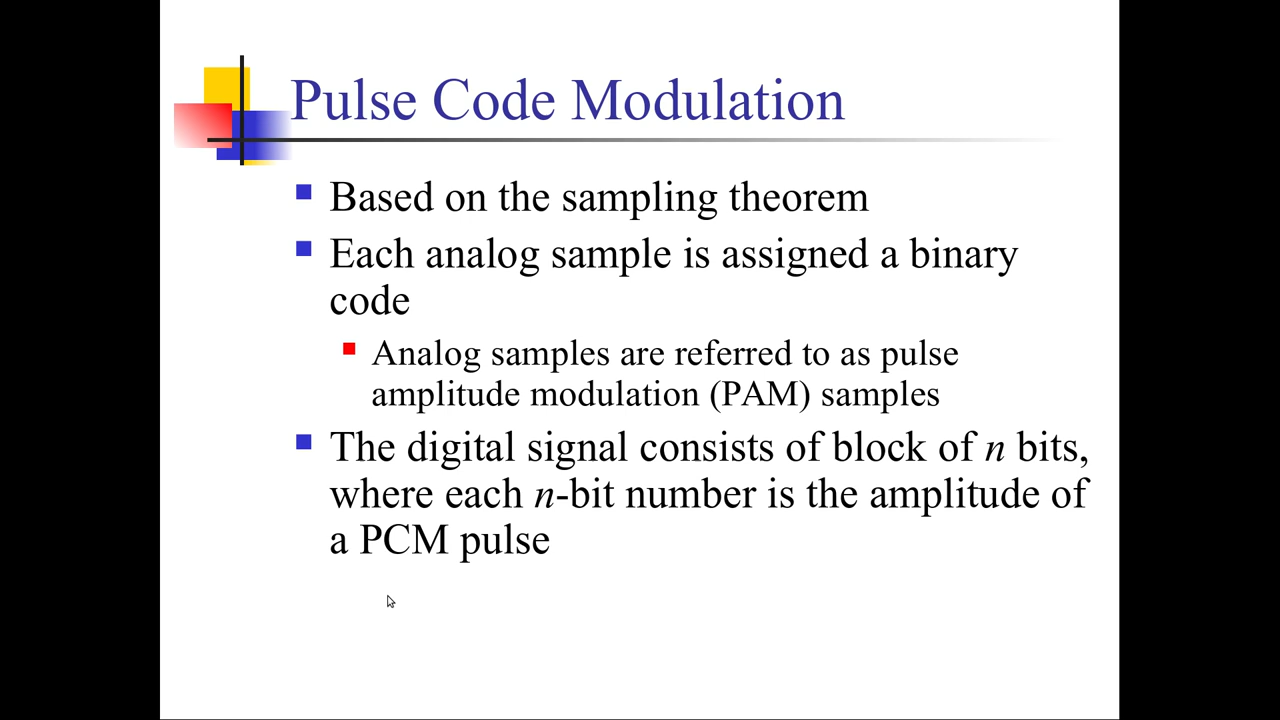 Pulse Code Modulation
Based on the sampling theorem
Each analog sample is assigned a binary
code
Analog samples are referred to as pulse
amplitude modulation (PAM) samples
The digital signal consists of block of n bits,
where each n-bit number is the amplitude of
a PCM pulse